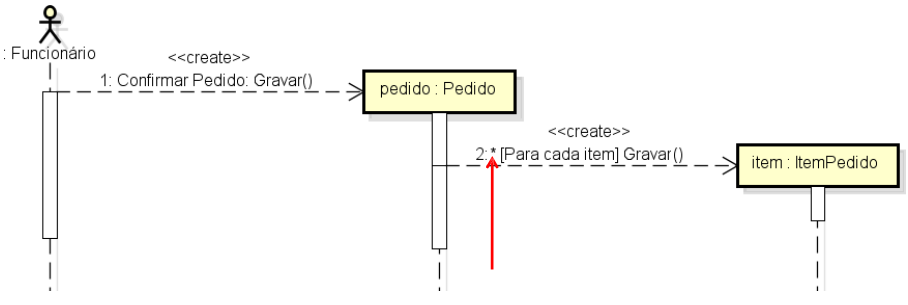 : Funcionário
<<create>>
1: Confirmar Pedido: Gravar()
pedido : Pedido
<<create>>
2:* [Para cada item] Gravar()
item : ItemPedido